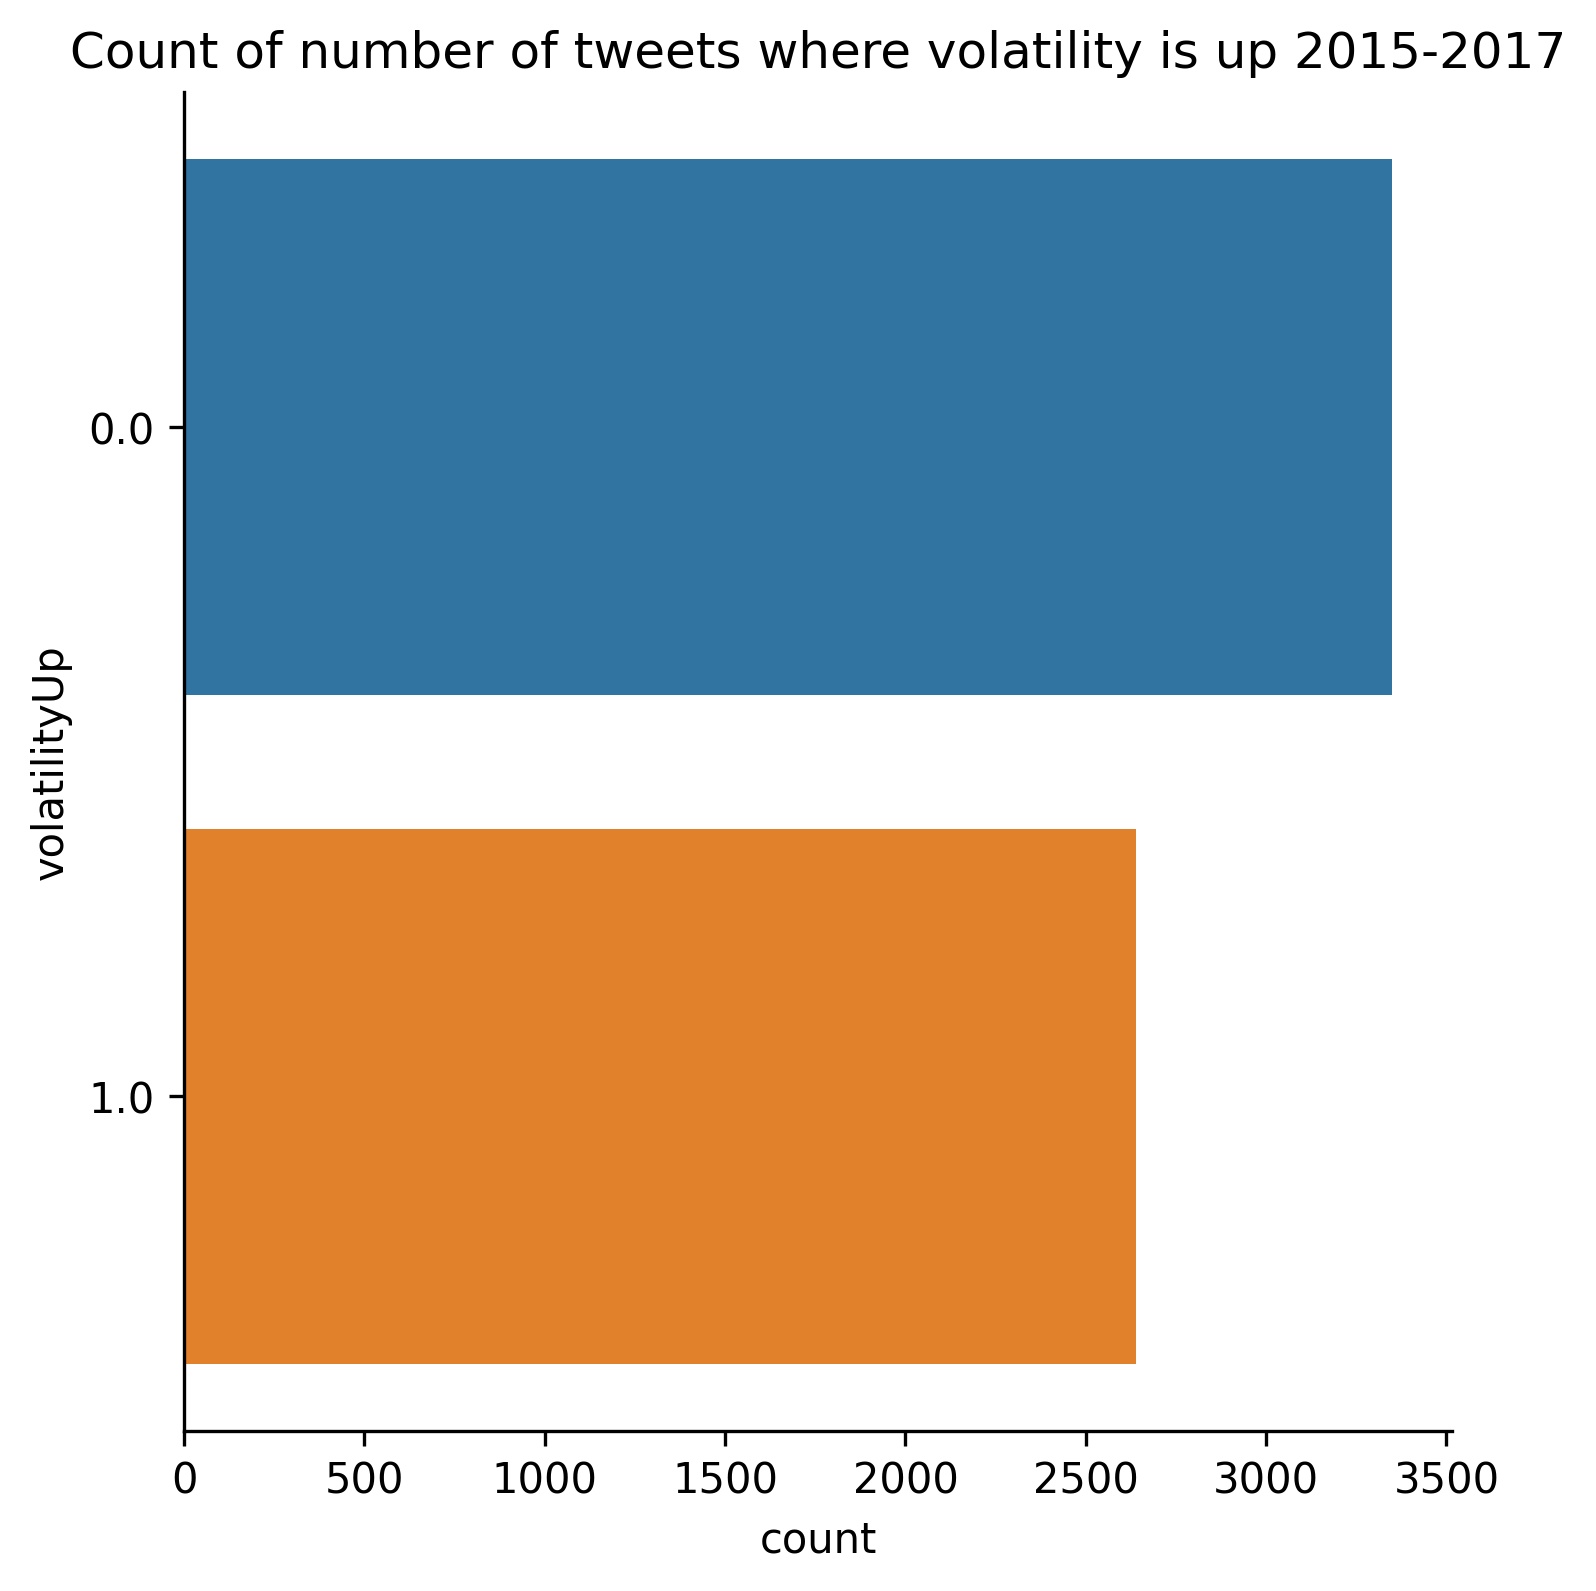 Count of number of tweets where volatility is up 2015-2017
volatilityUp
0.0
1.0
0 500 1000 1500 2000 2500 3000 3500
count